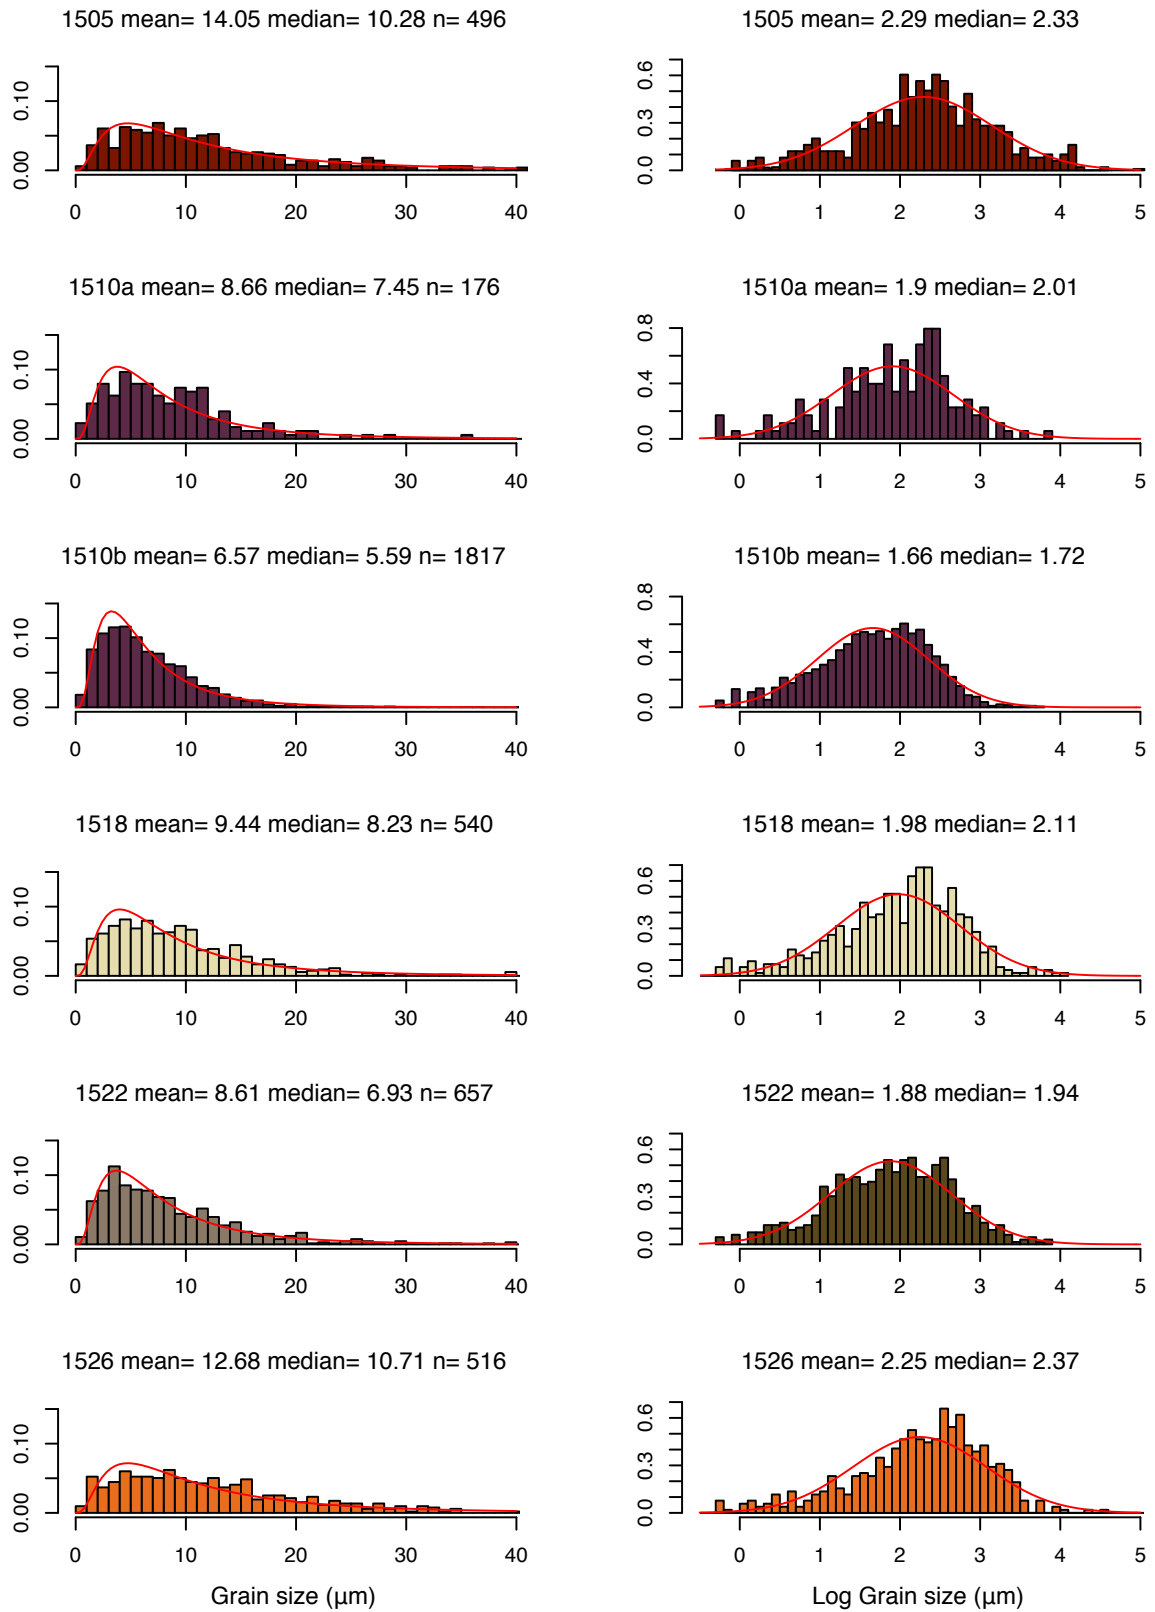 1505 mean= 14.05 median= 10.28 n= 496
0.00 0.10
0 10 20 30 40
1505 mean= 2.29 median= 2.33
0.0 0.3 0.6
0 1 2 3 4 5
1510a mean= 8.66 median= 7.45 n= 176
0.00 0.10
0 10 20 30 40
1510a mean= 1.9 median= 2.01
0.0 0.4 0.8
0 1 2 3 4 5
1510b mean= 6.57 median= 5.59 n= 1817
0.00 0.10
0 10 20 30 40
1510b mean= 1.66 median= 1.72
0.0 0.4 0.8
0 1 2 3 4 5
1518 mean= 9.44 median= 8.23 n= 540
0.00 0.10
0 10 20 30 40
1518 mean= 1.98 median= 2.11
0.0 0.3 0.6
0 1 2 3 4 5
1522 mean= 8.61 median= 6.93 n= 657
0.00 0.10
0 10 20 30 40
1522 mean= 1.88 median= 1.94
0.0 0.3 0.6
0 1 2 3 4 5
1526 mean= 12.68 median= 10.71 n= 516
0.00 0.10
0 10 20 30 40
Grain size (µm)
1526 mean= 2.25 median= 2.37
0.0 0.3 0.6
0 1 2 3 4 5
Log Grain size (µm)